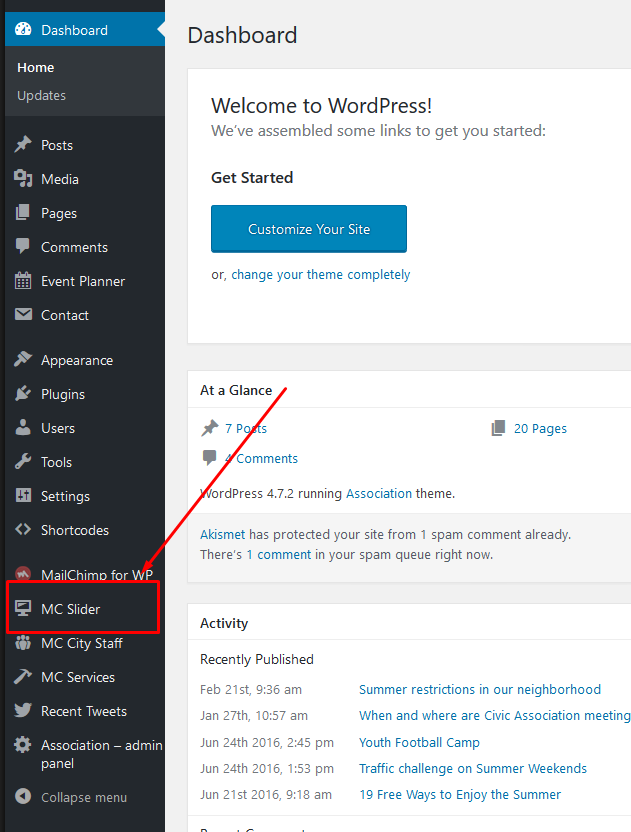 Dashboard
Home
Updates
Posts
Media
Pages
Comments
Event Planner
Contact
Appearance
Plugins
Users
Tools
Settings
Shortcodes
MailChimp for WP
MC Slider
MC City Staff
MC Services
Recent Tweets
Association – admin
panel
Collapse menu
Dashboard
Welcome to WordPress!
We've assembled some links to get you started:
Get Started
Customize Your Site
or, change your theme completely
At a Glance
7 Posts
20 Pages
4 Comments
WordPress 4.7.2 running Association theme.
Akismet has protected your site from 1 spam comment already.
There's 1 comment in your spam queue right now.
Activity
Recently Published
Feb 21st, 9:36 am Summer restrictions in our neighborhood
Jan 27th, 10:57 am When and where are Civic Association meeting
Jun 24th 2016, 2:45 pm Youth Football Camp
Jun 24th 2016, 1:53 pm Traffic challenge on Summer Weekends
Jun 21st 2016, 9:18 am 19 Free Ways to Enjoy the Summer